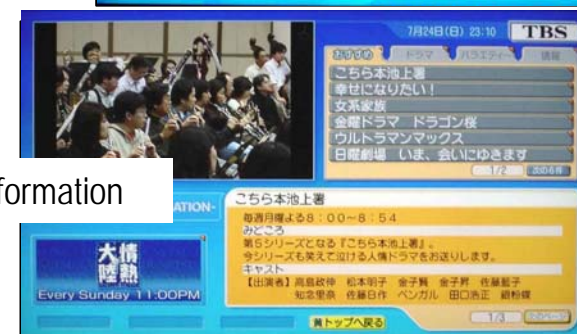 7月24日(日) 23:10 TBS
おすすめ ドラマ バラエティー 情報
こちら本池上署
幸せになりたい!
女系家族
金曜ドラマ ドラゴン桜
ウルトラマンマックス
日曜劇場 いま、会いにゆきます
1/2 次の6件
formation
ATION-
こちら本池上署
毎週月曜よる8:00~8:54
みどころ
第5シリーズとなる『こちら本池上署』。
今シリーズも笑えて泣ける人情ドラマをお送りします。
キャスト
【出演者】高島政伸 松本明子 金子賢 金子昇 佐藤藍子
知念里奈 佐藤B作 ベンガル 田口浩正 銀粉蝶
情熱
大陸
Every Sunday 11:00PM
黄トップへ戻る
1/3 次のページ